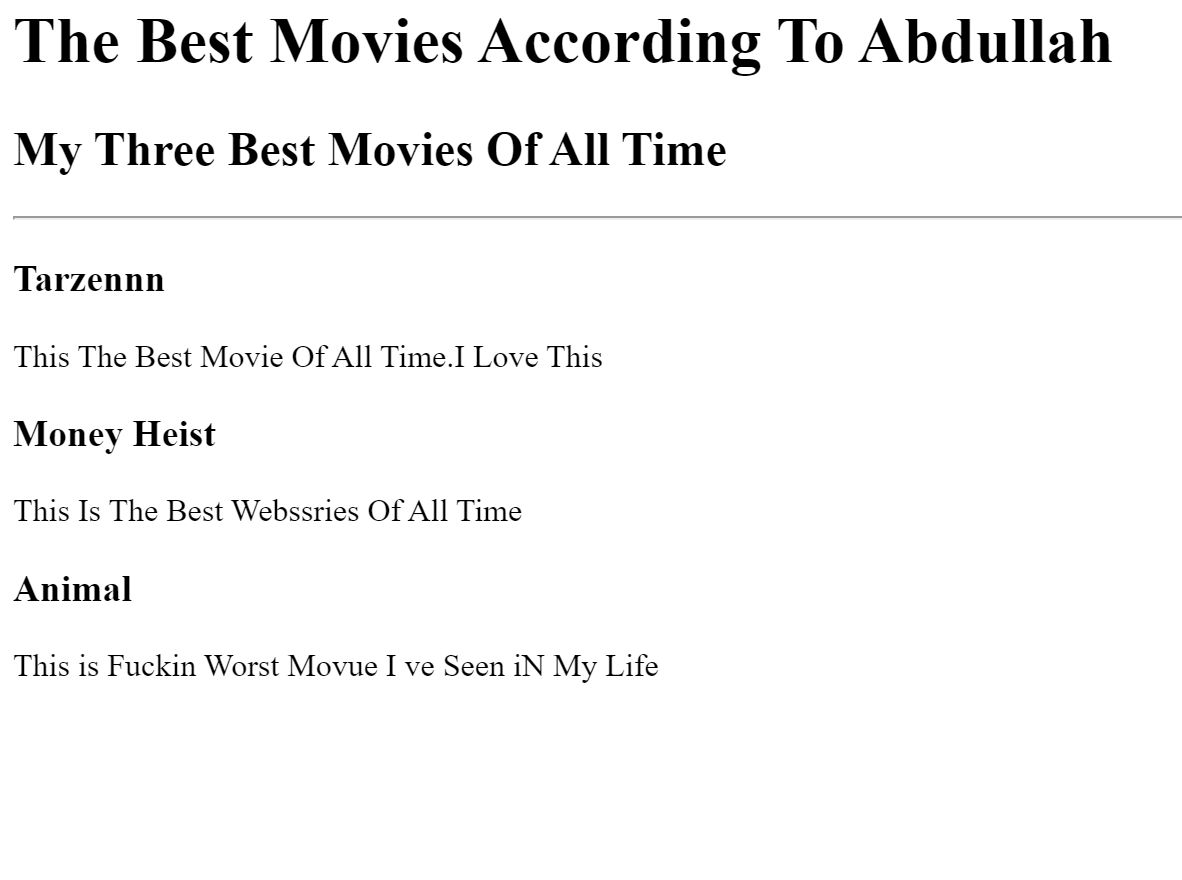 The Best Movies According To Abdullah
My Three Best Movies Of All Time
Tarzennn
This The Best Movie Of All Time.I Love This
Money Heist
This Is The Best Webssries Of All Time
Animal
This is Fuckin Worst Movue I ve Seen iN My Life